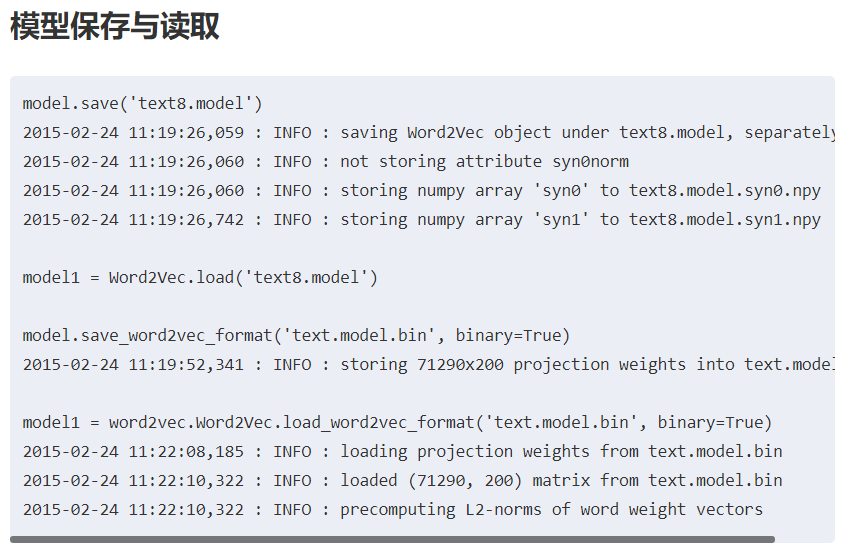 模型保存与读取
model.save('text8.model')
2015-02-24 11:19:26,059 : INFO : saving Word2Vec object under text8.model, separately
2015-02-24 11:19:26,060 : INFO : not storing attribute syn0norm
2015-02-24 11:19:26,060 : INFO : storing numpy array 'syn0' to text8.model.syn0.npy
2015-02-24 11:19:26,742 : INFO : storing numpy array 'syn1' to text8.model.syn1.npy
model1 = Word2Vec.load('text8.model')
model.save_word2vec_format('text.model.bin', binary=True)
2015-02-24 11:19:52,341 : INFO : storing 71290x200 projection weights into text.model
model1 = word2vec.Word2Vec.load_word2vec_format('text.model.bin', binary=True)
2015-02-24 11:22:08,185 : INFO : loading projection weights from text.model.bin
2015-02-24 11:22:10,322 : INFO : loaded (71290, 200) matrix from text.model.bin
2015-02-24 11:22:10,322 : INFO : precomputing L2-norms of word weight vectors